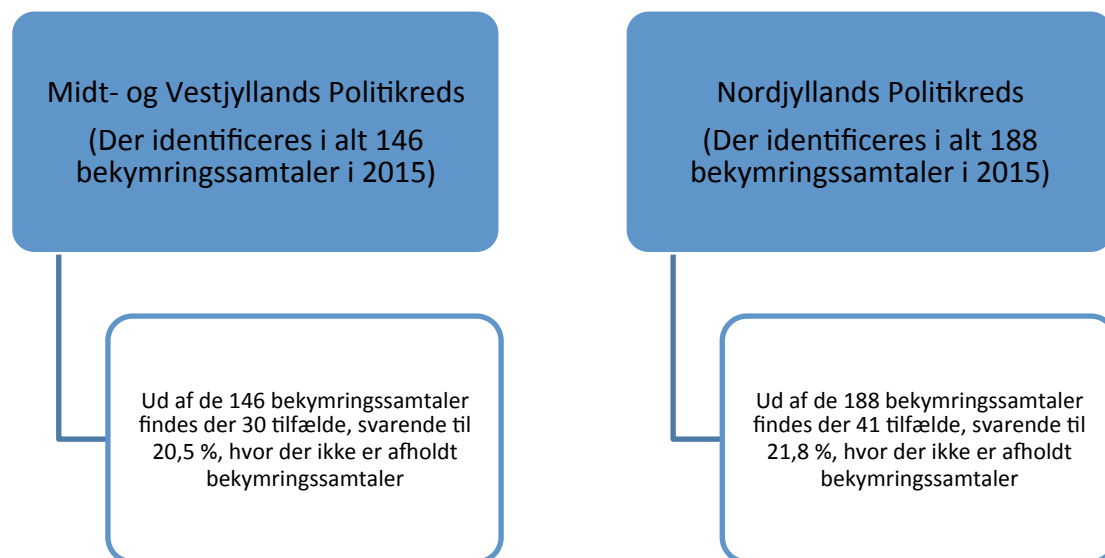 Midt- og Vestjyllands Politikreds
(Der identificeres i alt 146
bekymringssamtaler i 2015)
Ud af de 146 bekymringssamtaler
findes der 30 tilfælde, svarende til
20,5 %, hvor der ikke er afholdt
bekymringssamtaler
Nordjyllands Politikreds
(Der identificeres i alt 188
bekymringssamtaler i 2015)
Ud af de 188 bekymringssamtaler
findes der 41 tilfælde, svarende til
21,8 %, hvor der ikke er afholdt
bekymringssamtaler